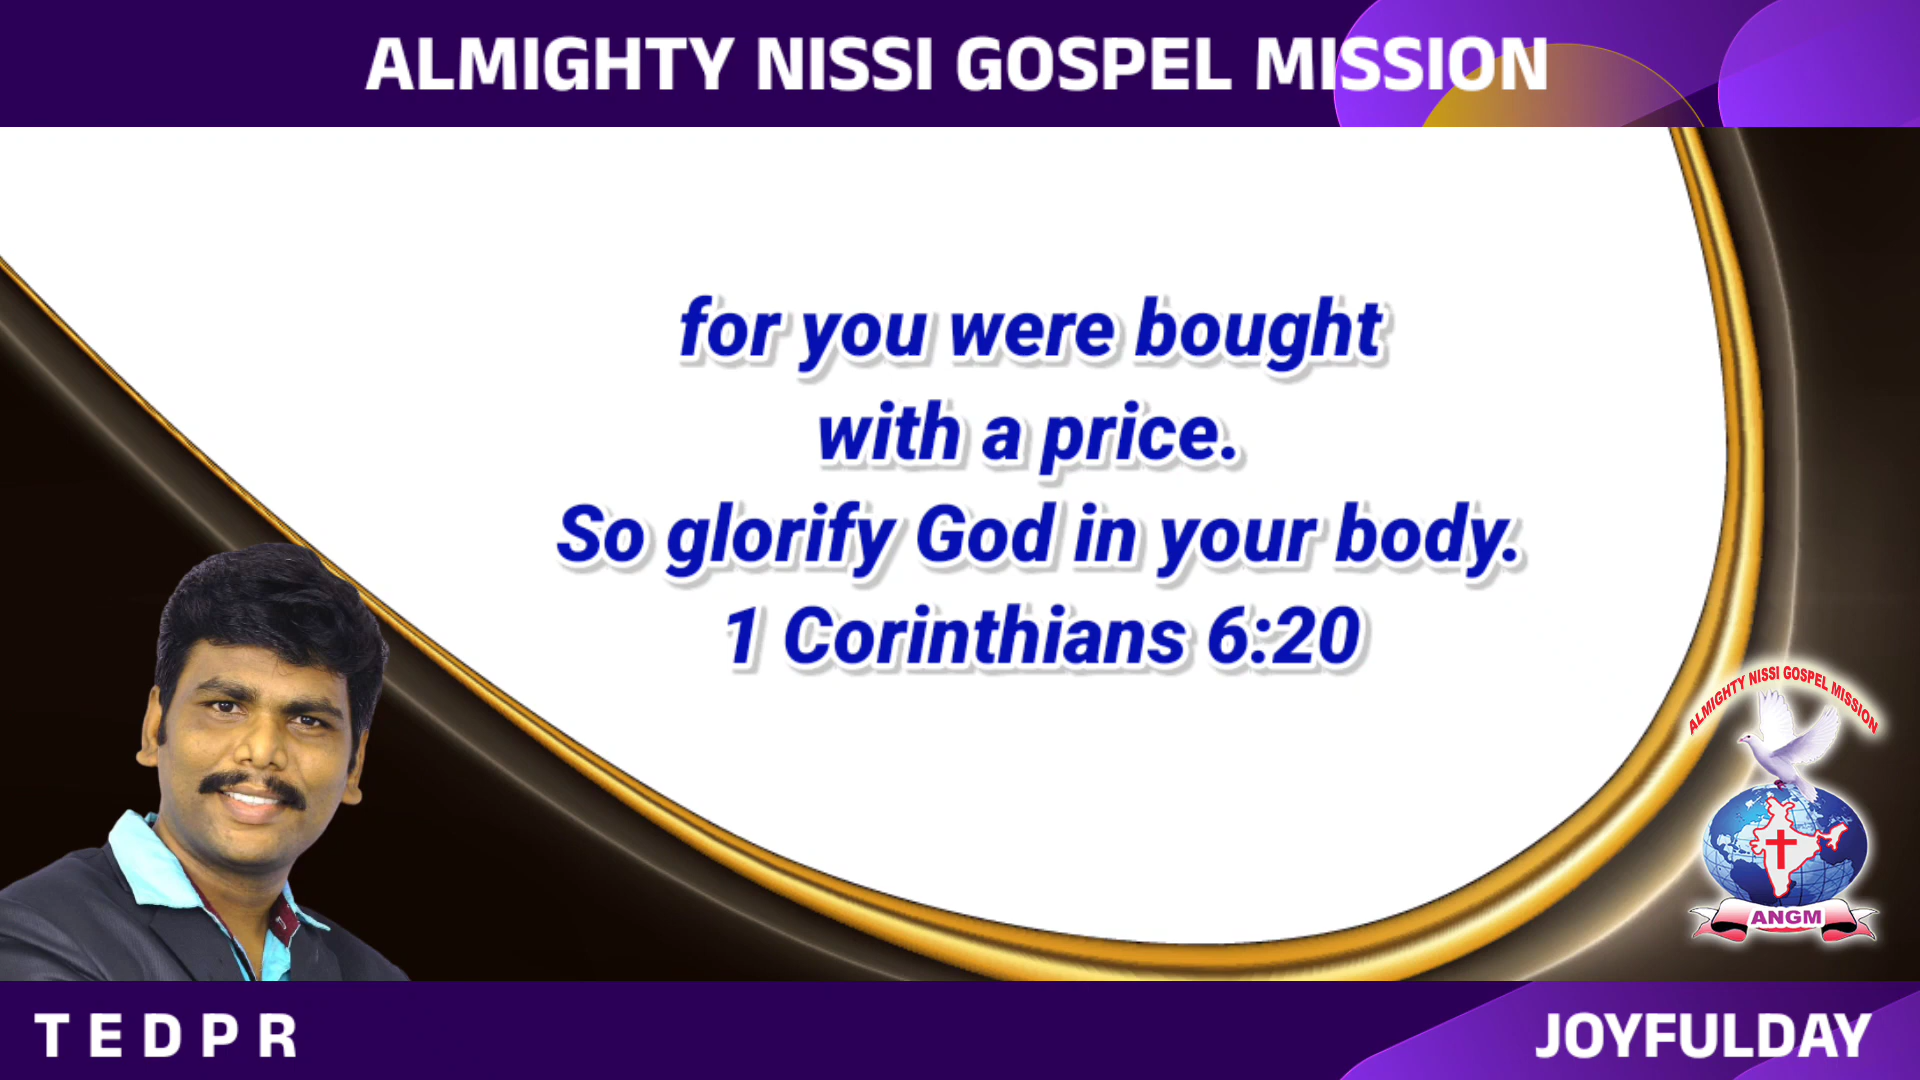 ALMIGHTY NISSI GOSPEL MISSION
for you were bought
with a price.
So glorify God in your body.
1 Corinthians 6:20
ALMIGHTY NISSI GOSPEL MISSION
ANGM
TEDPR
JOYFULDAY